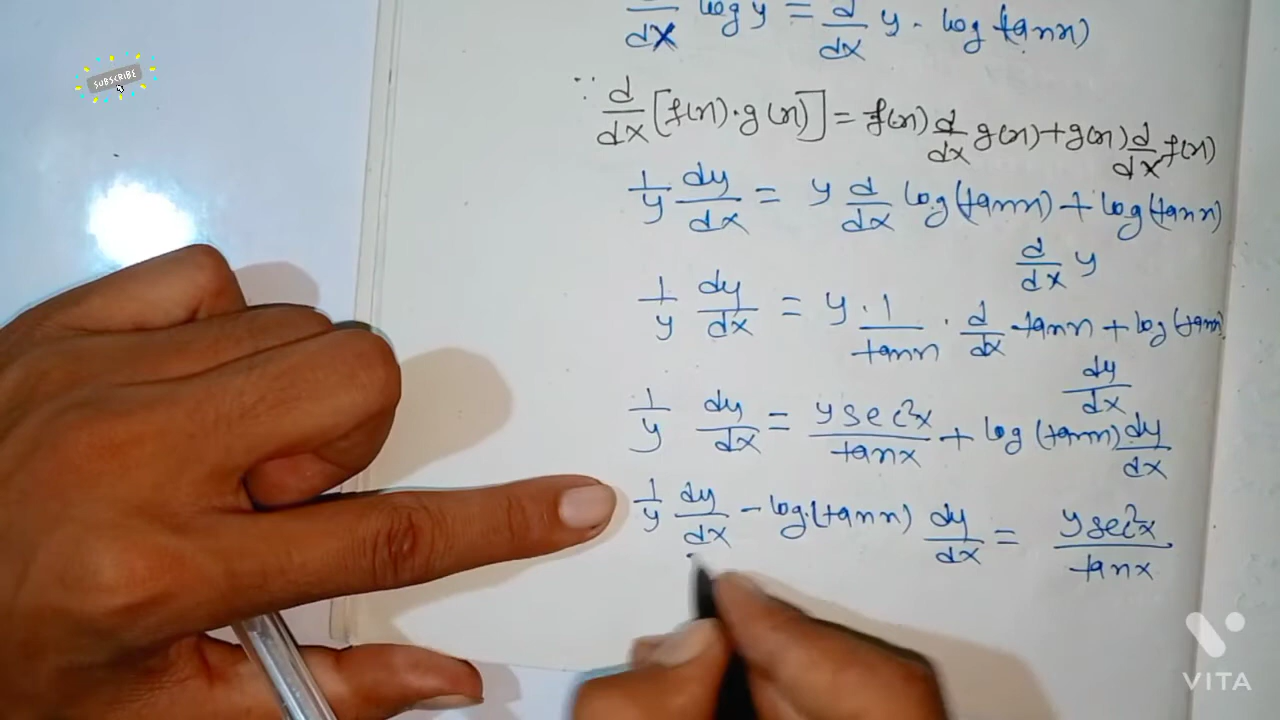 SUBSCRIBE
d/dx log y = d/dx y · log(tanx)
∵ d/dx [f(x)·g(x)] = f(x) d/dx g(x) + g(x) d/dx f(x)
1/y dy/dx = y d/dx log(tanx) + log(tanx)
d/dx y
1/y dy/dx = y · 1/tanx · d/dx tanx + log(tanx)
dy/dx
1/y dy/dx = y sec²x/tanx + log(tanx) dy/dx
1/y dy/dx - log(tanx) dy/dx = y sec²x/tanx
VITA